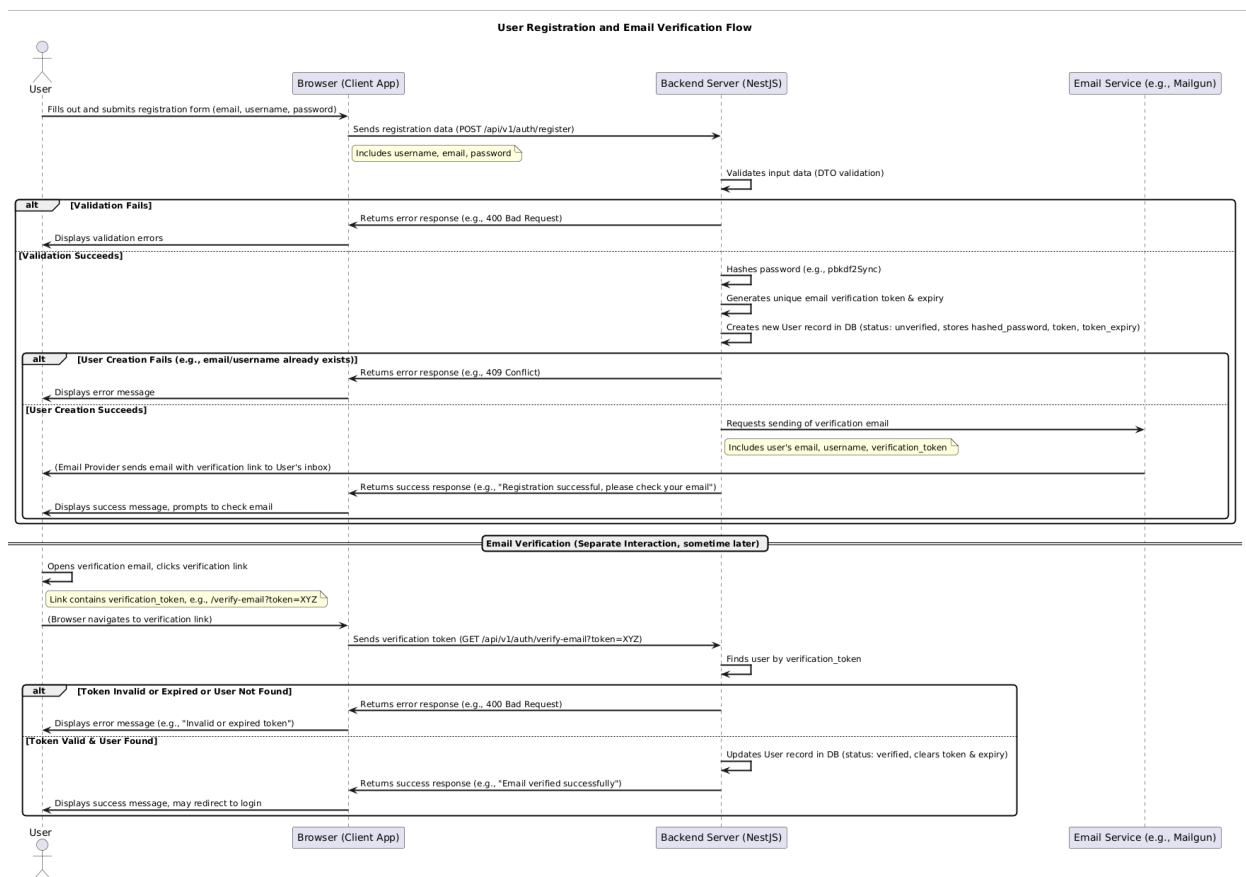 User Registration and Email Verification Flow
User
Browser (Client App)
Backend Server (NestJS)
Email Service (e.g., Mailgun)
Fills out and submits registration form (email, username, password)
Sends registration data (POST /api/v1/auth/register)
Includes username, email, password
Validates input data (DTO validation)
alt [Validation Fails]
Returns error response (e.g., 400 Bad Request)
Displays validation errors
[Validation Succeeds]
Hashes password (e.g., pbkdf2Sync)
Generates unique email verification token & expiry
Creates new User record in DB (status: unverified, stores hashed_password, token, token_expiry)
alt [User Creation Fails (e.g., email/username already exists)]
Returns error response (e.g., 409 Conflict)
Displays error message
[User Creation Succeeds]
Requests sending of verification email
Includes user's email, username, verification_token
(Email Provider sends email with verification link to User's inbox)
Returns success response (e.g., "Registration successful, please check your email")
Displays success message, prompts to check email
Email Verification (Separate Interaction, sometime later)
Opens verification email, clicks verification link
Link contains verification_token, e.g., /verify-email?token=XYZ
(Browser navigates to verification link)
Sends verification token (GET /api/v1/auth/verify-email?token=XYZ)
Finds user by verification_token
alt [Token Invalid or Expired or User Not Found]
Returns error response (e.g., 400 Bad Request)
Displays error message (e.g., "Invalid or expired token")
[Token Valid & User Found]
Updates User record in DB (status: verified, clears token & expiry)
Returns success response (e.g., "Email verified successfully")
Displays success message, may redirect to login
User
Browser (Client App)
Backend Server (NestJS)
Email Service (e.g., Mailgun)